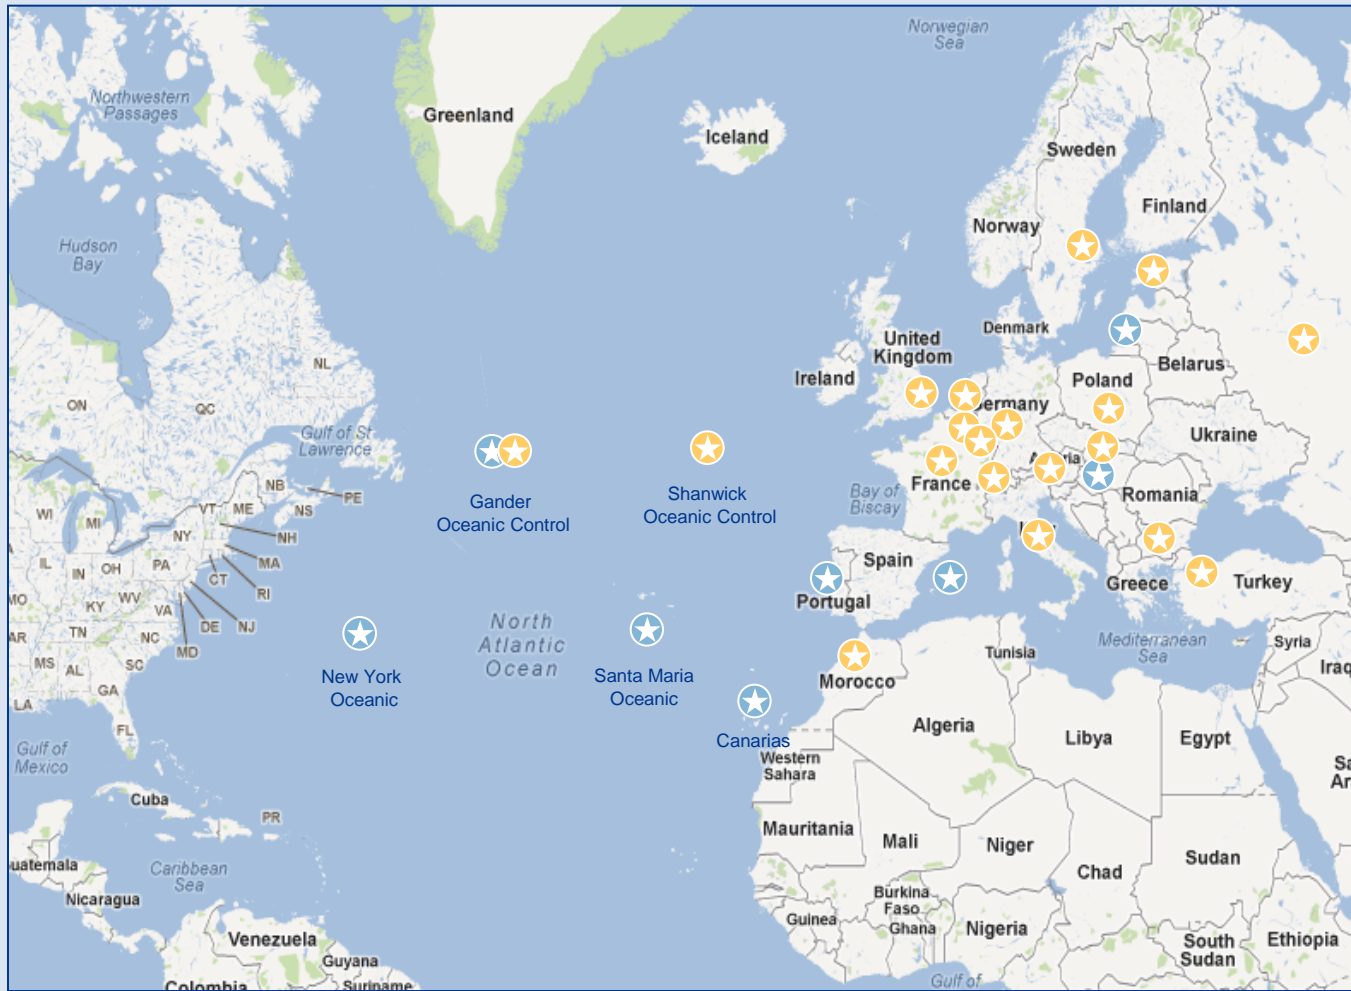 Norwegian
Sea
Northwestern
Passages
Greenland
Iceland
Sweden
Finland
Norway
Hudson
Bay
Denmark
United
Kingdom
Ireland
Belarus
Poland
Germany
NL
ON
QC
Gulf of St
Lawrence
Ukraine
France
Bay of
Biscay
Romania
NB
PE
NS
VT
ME
NH
WI
MI
NY
MA
IL
IN
OH
PA
CT
RI
MO
KY
WV
VA
DE
NJ
AR
TN
NC
MD
MS
AL
SC
GA
LA
FL
Gander
Oceanic Control
Shanwick
Oceanic Control
Spain
Portugal
Greece
Turkey
North
Atlantic
Ocean
Mediterranean
Sea
Syria
Tunisia
New York
Oceanic
Santa Maria
Oceanic
Morocco
Canarias
Western
Sahara
Algeria
Libya
Egypt
Gulf of
Mexico
Cuba
PR
Mauritania
Mali
Niger
Chad
Sudan
Caribbean
Sea
Nicaragua
Burkina
Faso
Guinea
Ghana
Nigeria
South
Sudan
Ethiopia
Venezuela
Guyana
Gulf of